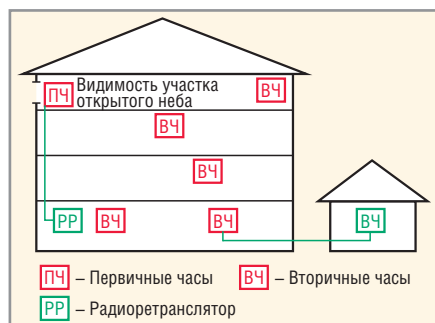 ПЧ Видимость участка
открытого неба
ВЧ
ВЧ
ВЧ
РР ВЧ ВЧ ВЧ
ПЧ – Первичные часы ВЧ – Вторичные часы
РР – Радиоретранслятор